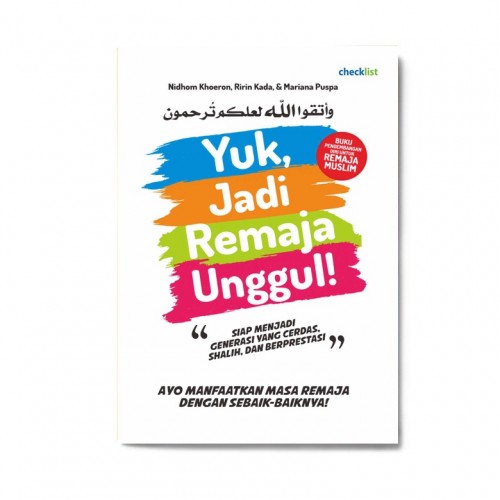 checklist
Nidhom Khoeron, Ririn Kada, & Mariana Puspa
واتقوا الله لعلكم تُرحمون
Yuk,
Jadi
Remaja
Unggul!
BUKU
PENGEMBANGAN
DIRI UNTUK
REMAJA
MUSLIM
“ SIAP MENJADI
GENERASI YANG CERDAS,
SHALIH, DAN BERPRESTASI ”
AYO MANFAATKAN MASA REMAJA
DENGAN SEBAIK-BAIKNYA!